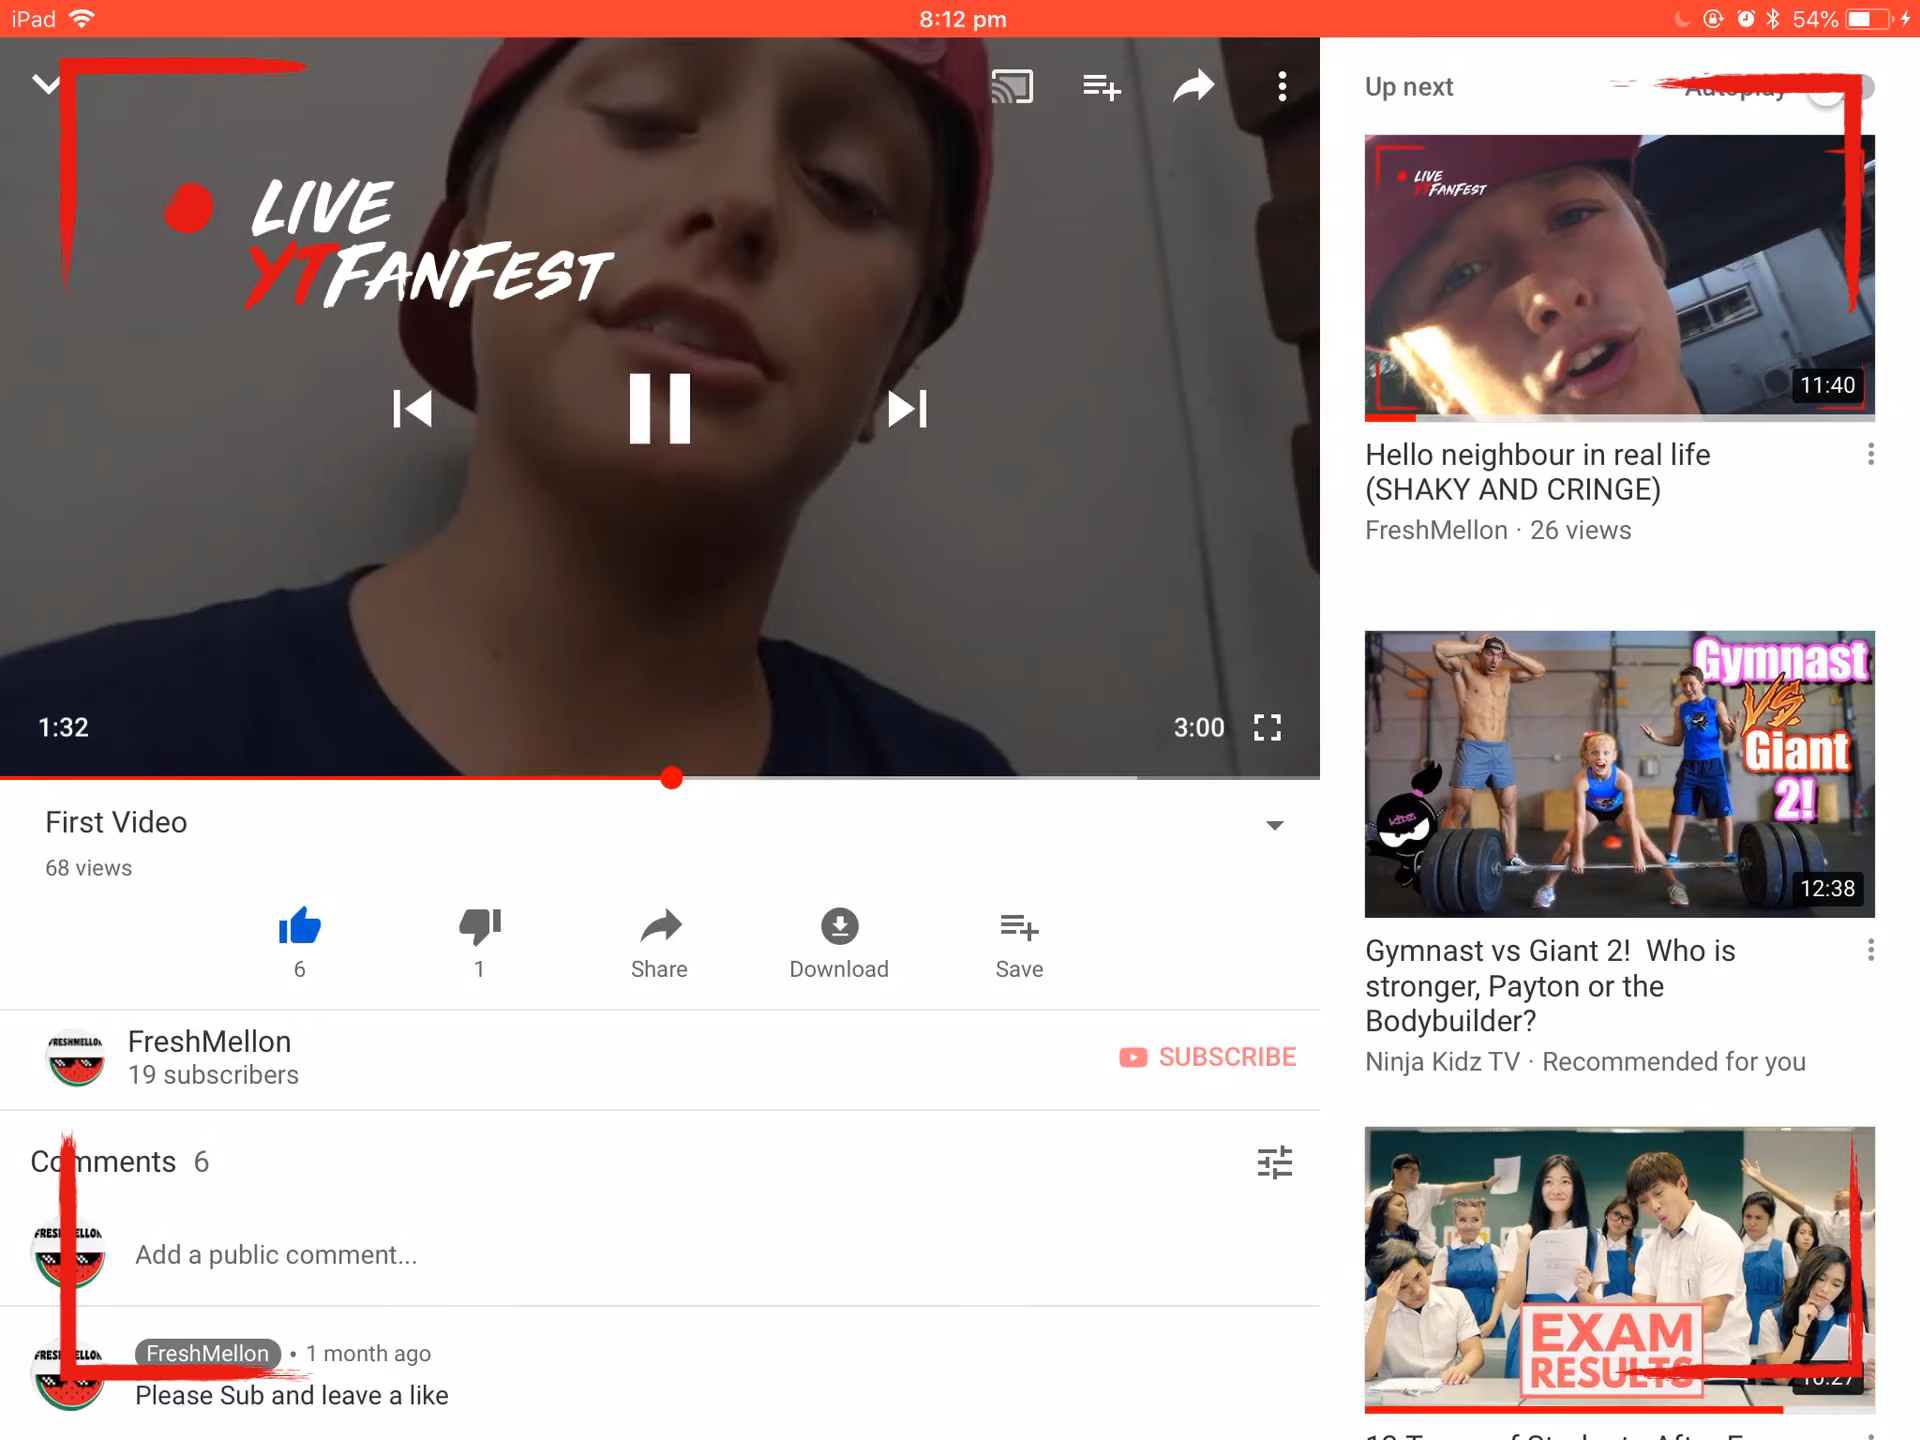 iPad
8:12 pm
54%
LIVE
YTFANFEST
1:32
3:00
First Video
68 views
6
1
Share
Download
Save
FRESHMELLON
FreshMellon
19 subscribers
SUBSCRIBE
Comments 6
Add a public comment...
FreshMellon • 1 month ago
Please Sub and leave a like
Up next
Autoplay
LIVE
YTFANFEST
11:40
Hello neighbour in real life
(SHAKY AND CRINGE)
FreshMellon · 26 views
Gymnast
VS.
Giant
2!
12:38
Gymnast vs Giant 2! Who is
stronger, Payton or the
Bodybuilder?
Ninja Kidz TV · Recommended for you
EXAM
RESULTS